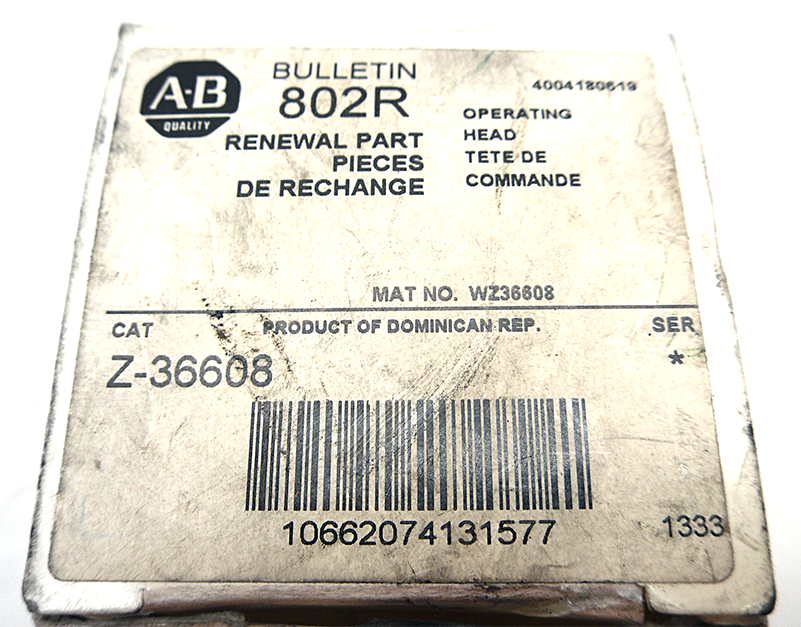 A-B
QUALITY
BULLETIN
802R
RENEWAL PART
PIECES
DE RECHANGE
4004180619
OPERATING
HEAD
TETE DE
COMMANDE
MAT NO. WZ36608
CAT
PRODUCT OF DOMINICAN REP.
SER
Z-36608
*
10662074131577
1333